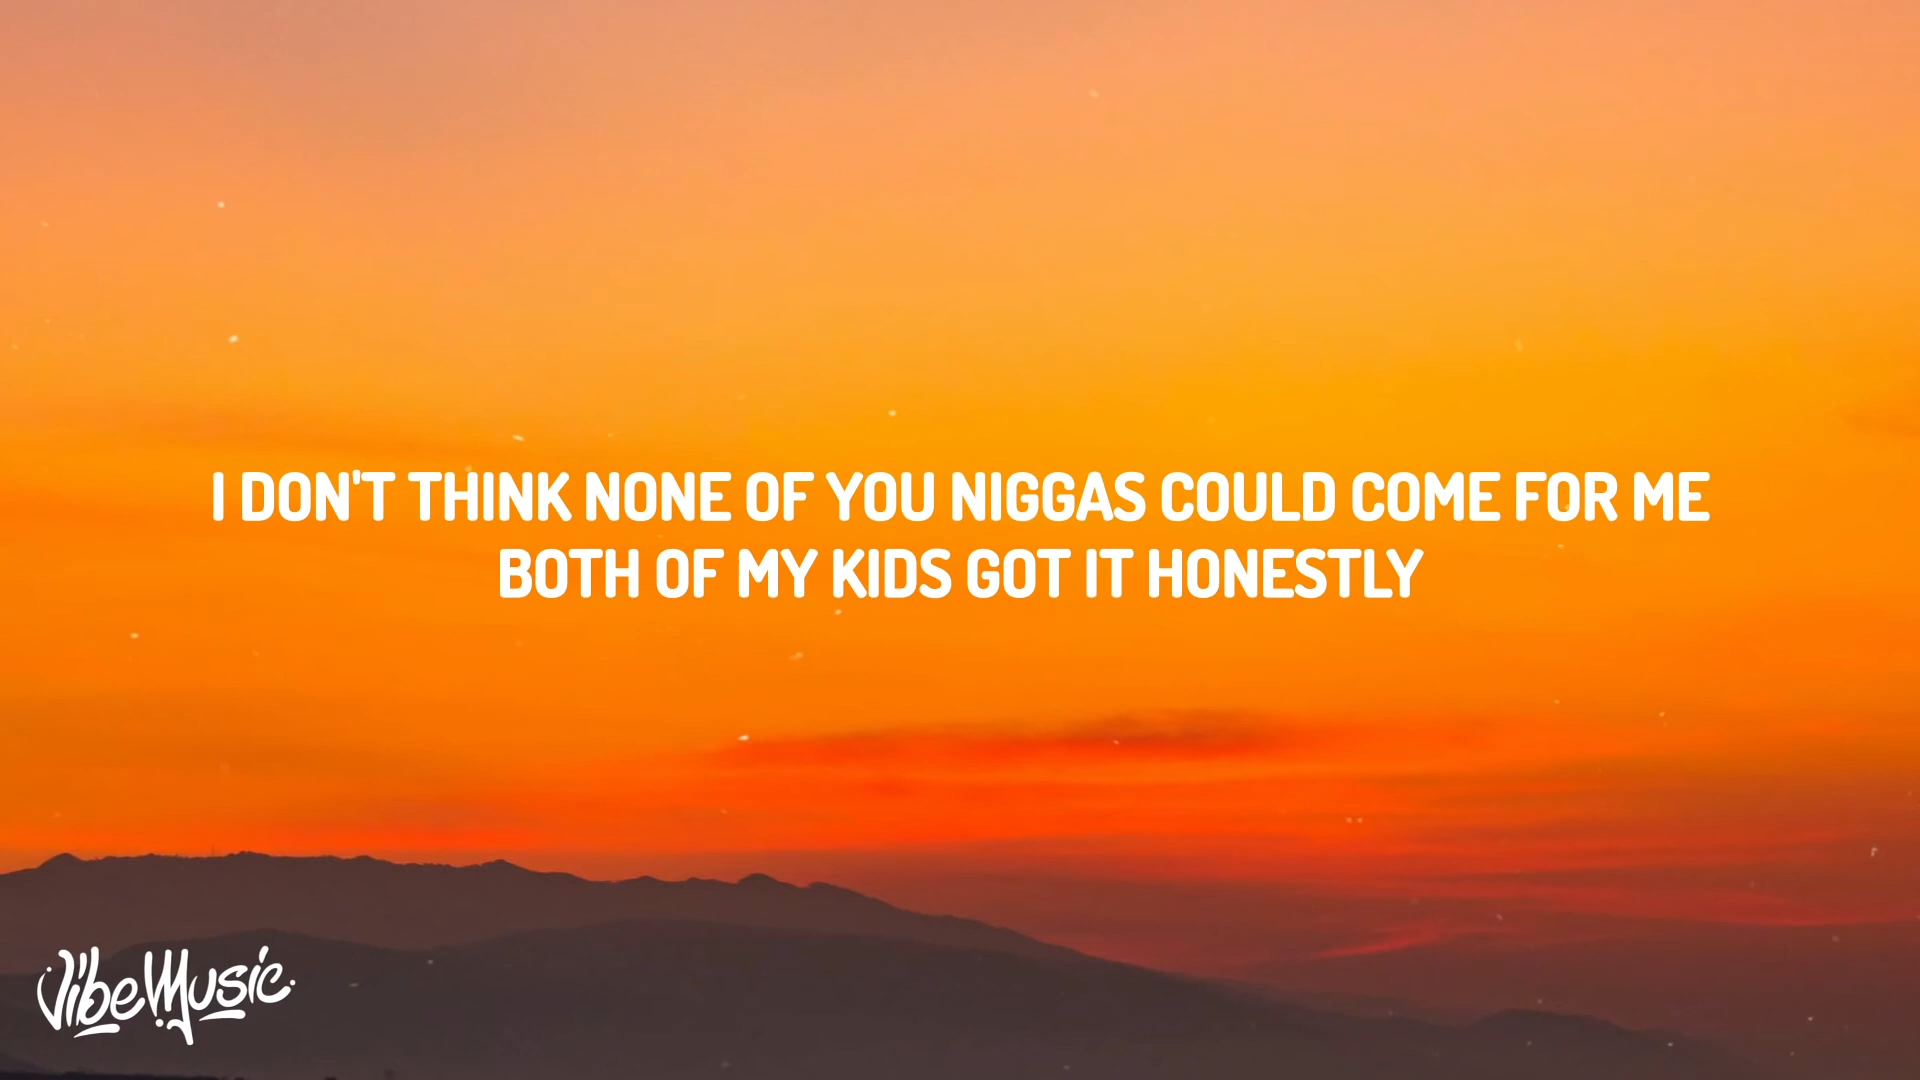 I DON'T THINK NONE OF YOU NIGGAS COULD COME FOR ME
BOTH OF MY KIDS GOT IT HONESTLY
VibeMusic